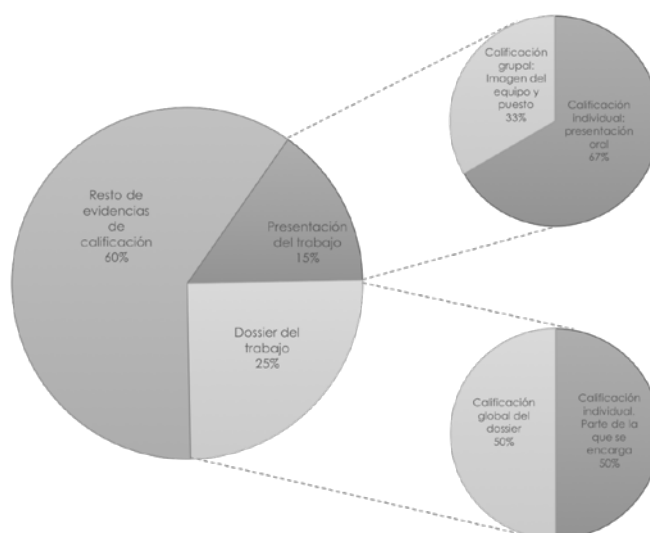 Resto de
evidencias
de
calificación
60%
Presentación
del trabajo
15%
Dossier del
trabajo
25%
Calificación
grupal:
Imagen del
equipo y
puesto
33%
Calificación
individual:
presentación
oral
67%
Calificación
global del
dossier
50%
Calificación
individual.
Parte de la
que se
encarga
50%